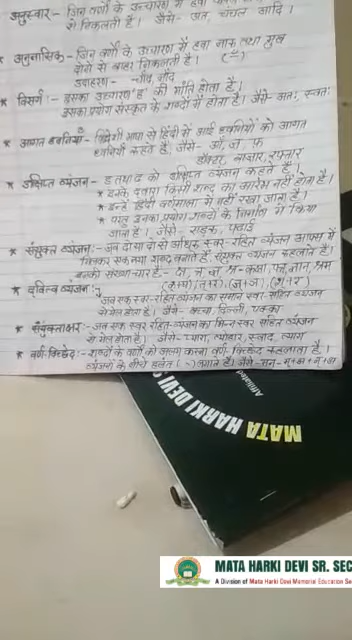 अनुस्वार:- जिन वर्णों के उच्चारण में हवा
से निकलती है। जैसे- अंत, चंचल आदि।
* अनुनासिक:- जिन वर्णों के उच्चारण में हवा नाक तथा मुख
दोनों से बाहर निकलती है। (ँ)
उदाहरण - चाँद,
* विसर्ग:- इसका उच्चारण 'ह' की भाँति होता है।
इसका प्रयोग संस्कृत के शब्दों में होता है। जैसे- अतः, स्वतः
* आगत ध्वनियाँ- विदेशी भाषा से हिंदी में आई ध्वनियों को आगत
ध्वनियाँ कहते हैं, जैसे- ऑ, ज़, फ़
डॉक्टर, बाज़ार, रफ़्तार
* उत्क्षिप्त व्यंजन:- ड़ तथा ढ़ को उत्क्षिप्त व्यंजन कहते हैं।
* इनके द्वारा किसी शब्द का आरंभ नहीं होता है।
* इन्हें हिंदी वर्णमाला में नहीं रखा जाता है।
* परंतु उनका प्रयोग शब्दों के निर्माण में किया
जाता है। जैसे- सड़क, पढ़ाई
* संयुक्त व्यंजन:- जब दो या दो से अधिक स्वर-रहित व्यंजन आपस में
मिलकर एक नया शब्द बनाते हैं, संयुक्त व्यंजन कहलाते हैं।
इनकी संख्या चार है:- क्ष, त्र, ज्ञ, श्र- कक्षा, पत्र, ज्ञान, श्रम
(क्+ष) (त्+र) (ज्+ञ) (श्+र)
* द्वित्व व्यंजन:-
जब एक स्वर-रहित व्यंजन का समान स्वर सहित व्यंजन
से मेल होता है। जैसे- कच्चा, दिल्ली, पक्का
* संयुक्ताक्षर:- जब एक स्वर रहित व्यंजन का भिन्न स्वर सहित व्यंजन
से मेल होता है। जैसे- प्यारा, त्योहार, स्वाद, त्याग
* वर्ण-विच्छेद:- शब्दों के वर्णों को अलग करना वर्ण-विच्छेद कहलाता है।
व्यंजनों के नीचे हलंत (्) लगाते हैं।
MATA HARKI DEVI
Affiliated
MATA HARKI DEVI SR. SEC
A Division of Mata Harki Devi Memorial Education Se